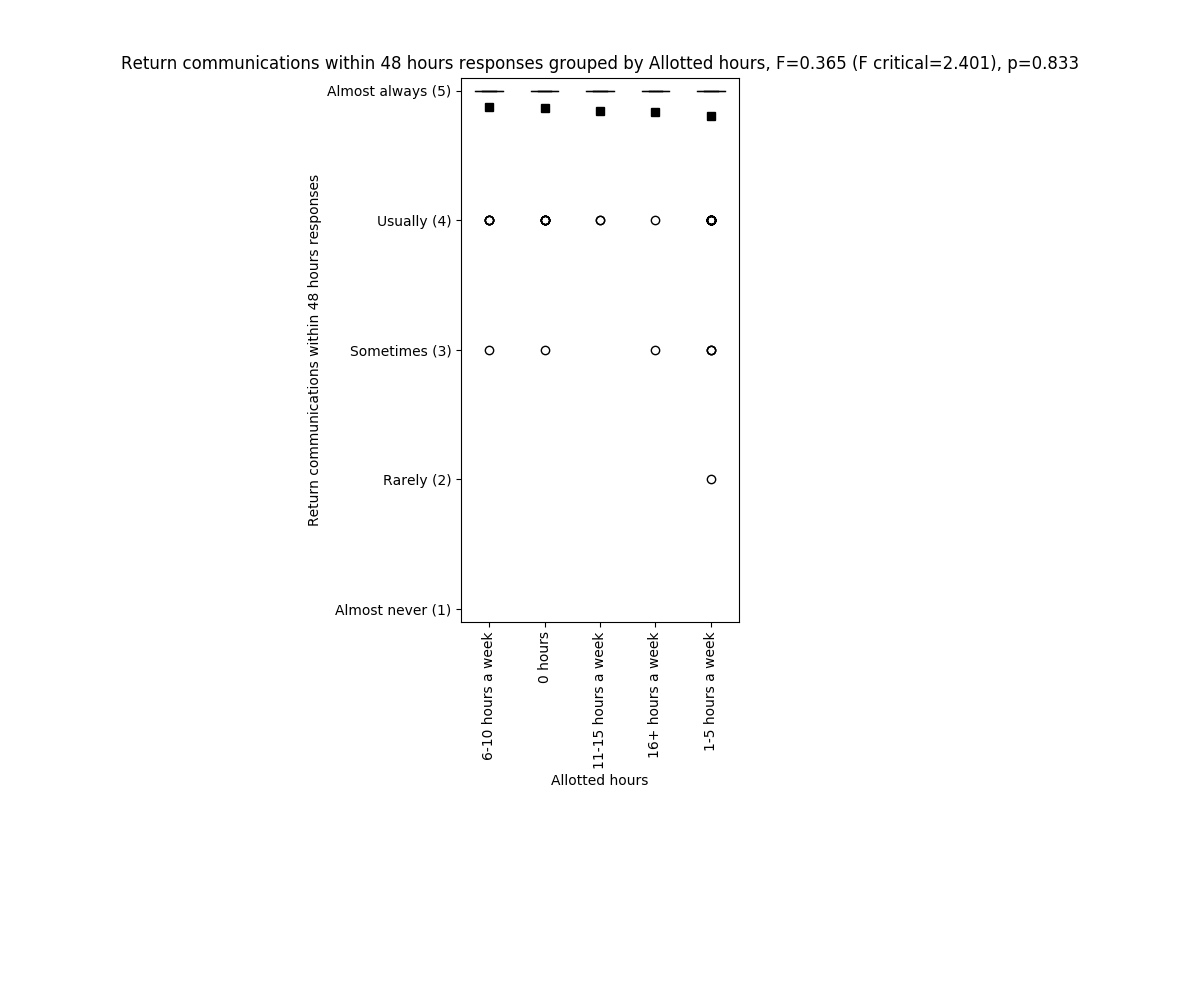 Return communications within 48 hours responses grouped by Allotted hours, F=0.365 (F critical=2.401), p=0.833
Almost always (5)
Usually (4)
Sometimes (3)
Rarely (2)
Almost never (1)
Return communications within 48 hours responses
6-10 hours a week
0 hours
11-15 hours a week
16+ hours a week
1-5 hours a week
Allotted hours